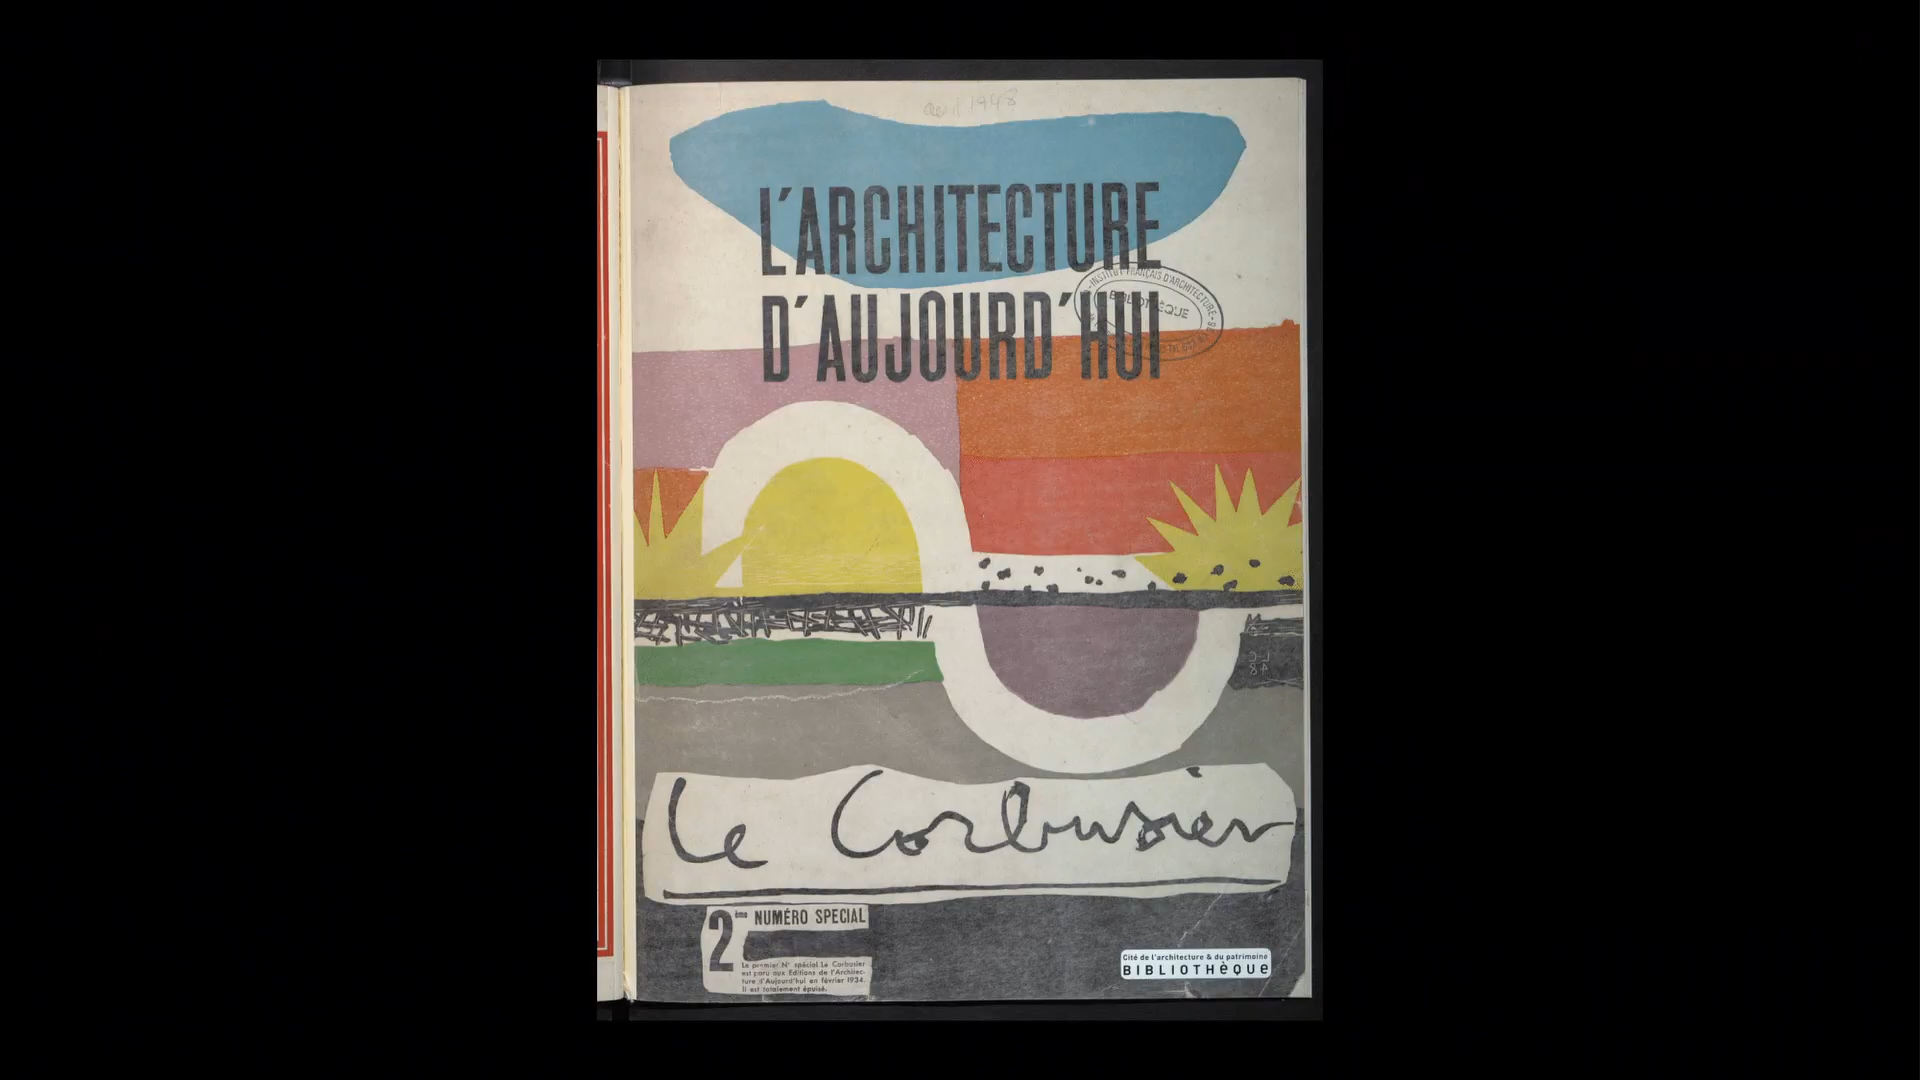 avril 1948
L'ARCHITECTURE
D'AUJOURD'HUI
INSTITUT FRANÇAIS D'ARCHITECTURE
BIBLIOTHÈQUE
L-C
48
Le Corbusier
2ème NUMÉRO SPECIAL
Le premier N° spécial Le Corbusier
est paru aux Editions de l'Architec-
ture d'Aujourd'hui en février 1934.
Il est totalement épuisé.
Cité de l'architecture & du patrimoine
BIBLIOTHèQUe